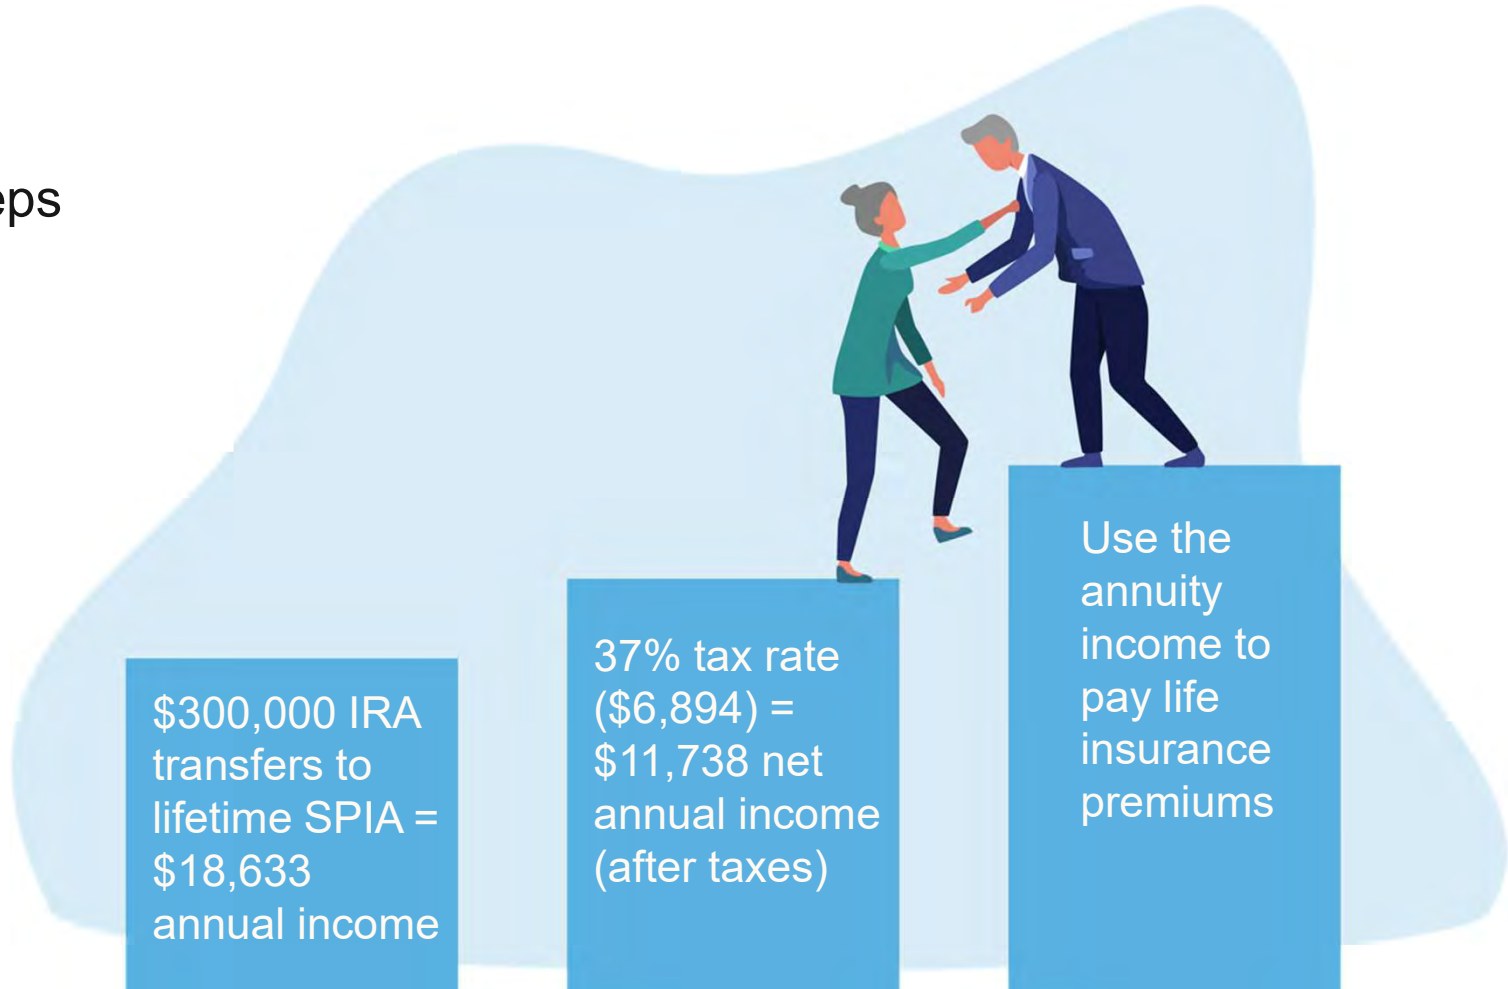 eps
$300,000 IRA
transfers to
lifetime SPIA =
$18,633
annual income
37% tax rate
($6,894) =
$11,738 net
annual income
(after taxes)
Use the
annuity
income to
pay life
insurance
premiums